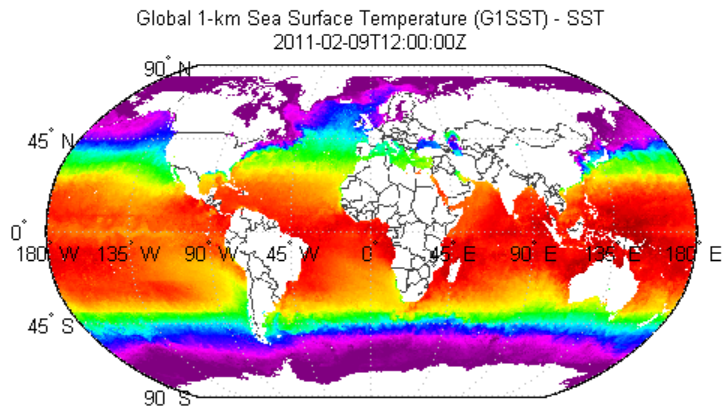 Global 1-km Sea Surface Temperature (G1SST) - SST
2011-02-09T12:00:00Z
90° N
45° N
0°
180° W 135° W 90° W 45° W 0° 45° E 90° E 135° E 180° E
45° S
90° S